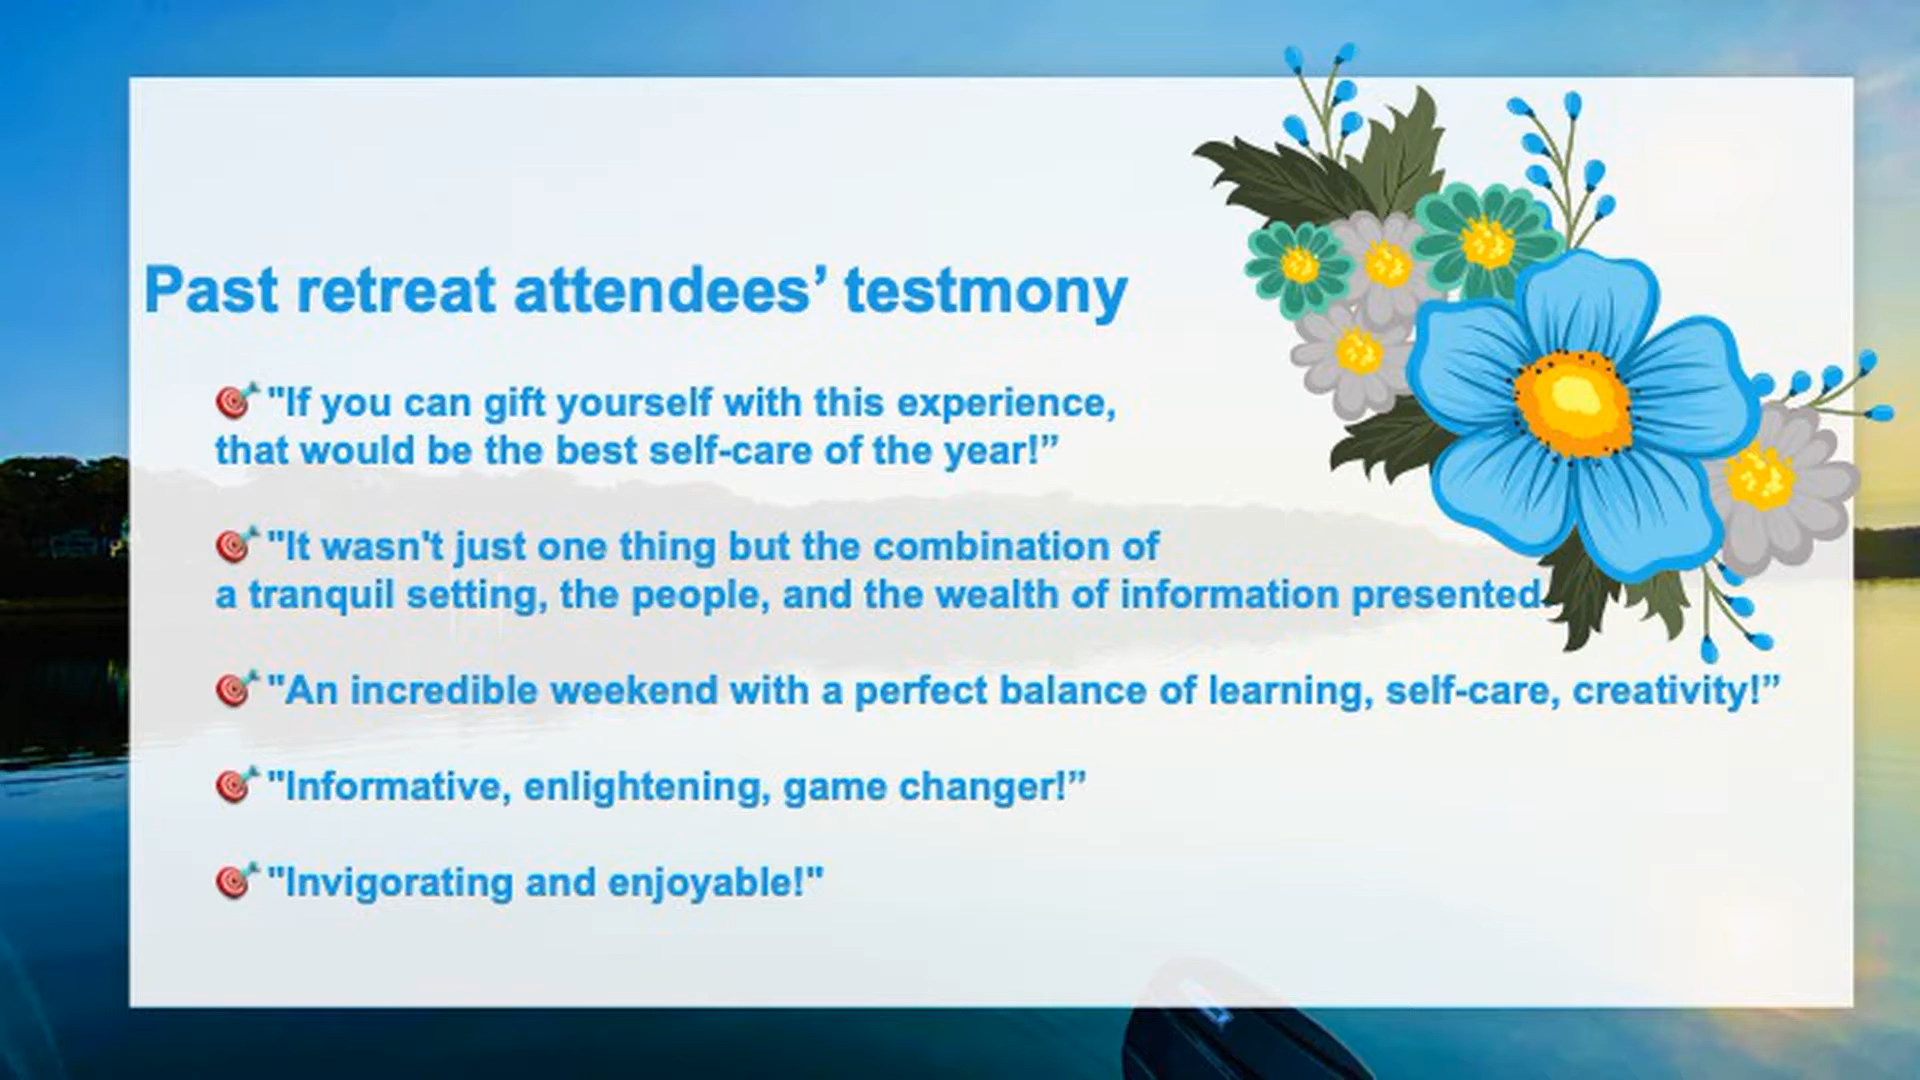 Past retreat attendees’ testmony
🎯"If you can gift yourself with this experience,
that would be the best self-care of the year!”
🎯"It wasn't just one thing but the combination of
a tranquil setting, the people, and the wealth of information presented.
🎯"An incredible weekend with a perfect balance of learning, self-care, creativity!”
🎯"Informative, enlightening, game changer!”
🎯"Invigorating and enjoyable!"